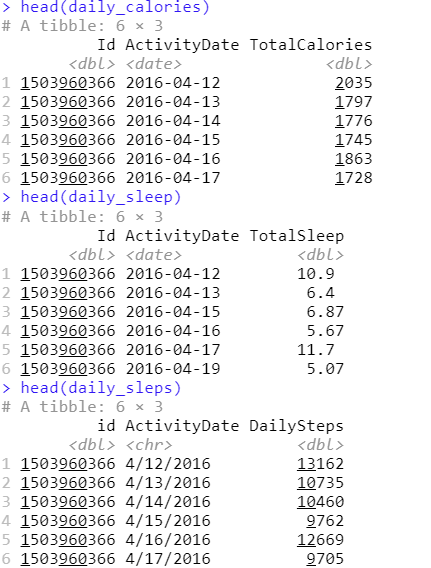 > head(daily_calories)
# A tibble: 6 × 3
Id ActivityDate TotalCalories
<dbl> <date> <dbl>
1 1503960366 2016-04-12 2035
2 1503960366 2016-04-13 1797
3 1503960366 2016-04-14 1776
4 1503960366 2016-04-15 1745
5 1503960366 2016-04-16 1863
6 1503960366 2016-04-17 1728
> head(daily_sleep)
# A tibble: 6 × 3
Id ActivityDate TotalSleep
<dbl> <date> <dbl>
1 1503960366 2016-04-12 10.9
2 1503960366 2016-04-13 6.4
3 1503960366 2016-04-15 6.87
4 1503960366 2016-04-16 5.67
5 1503960366 2016-04-17 11.7
6 1503960366 2016-04-19 5.07
> head(daily_sleps)
# A tibble: 6 × 3
id ActivityDate DailySteps
<dbl> <chr> <dbl>
1 1503960366 4/12/2016 13162
2 1503960366 4/13/2016 10735
3 1503960366 4/14/2016 10460
4 1503960366 4/15/2016 9762
5 1503960366 4/16/2016 12669
6 1503960366 4/17/2016 9705